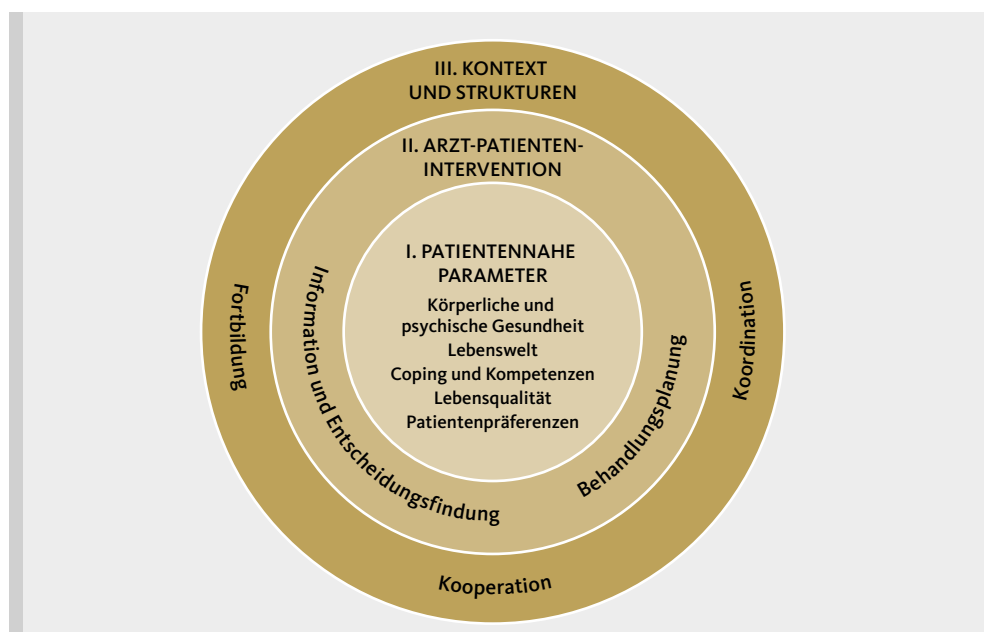 III. KONTEXT
UND STRUKTUREN
II. ARZT-PATIENTEN-
INTERVENTION
I. PATIENTENNAHE
PARAMETER
Körperliche und
psychische Gesundheit
Lebenswelt
Coping und Kompetenzen
Lebensqualität
Patientenpräferenzen
Information und Entscheidungsfindung
Behandlungsplanung
Fortbildung
Kooperation
Koordination